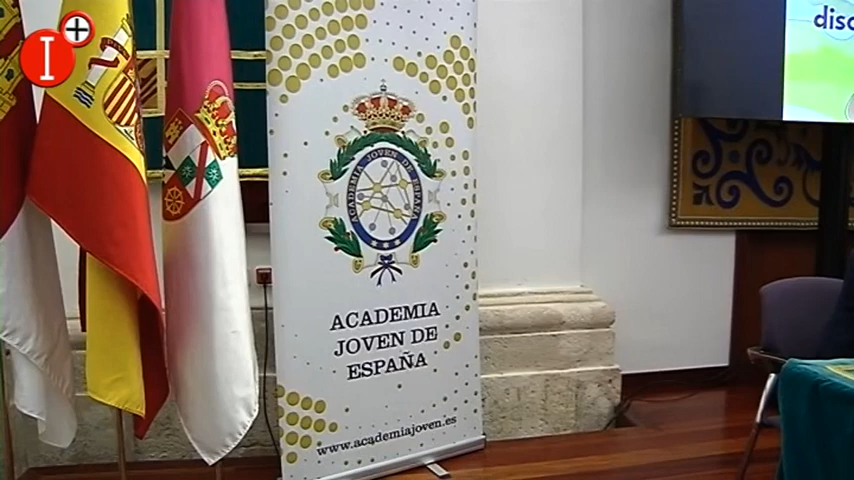 I
disc
ACADEMIA JOVEN DE ESPAÑA
ACADEMIA
JOVEN DE
ESPAÑA
www.academiajoven.es